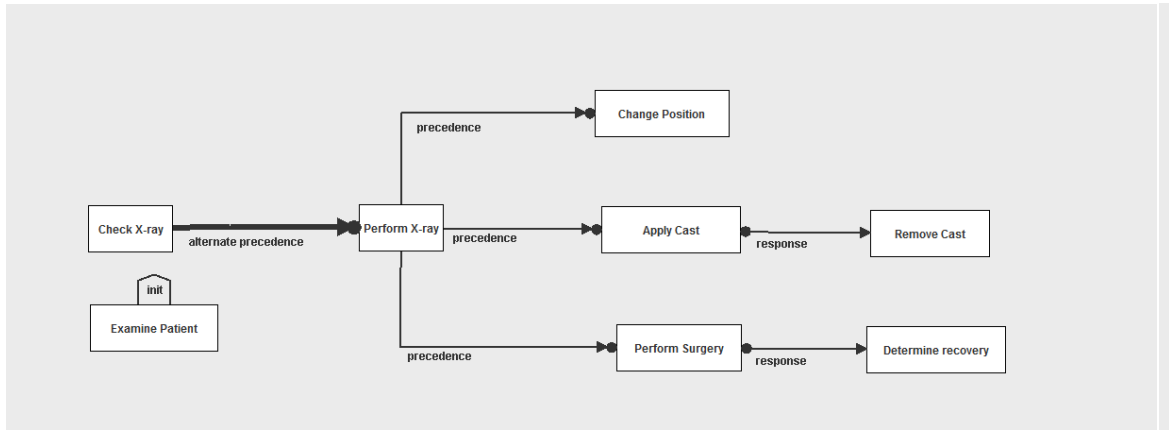 Change Position
precedence
Check X-ray
alternate precedence
Perform X-ray
precedence
Apply Cast
response
Remove Cast
init
Examine Patient
precedence
Perform Surgery
response
Determine recovery